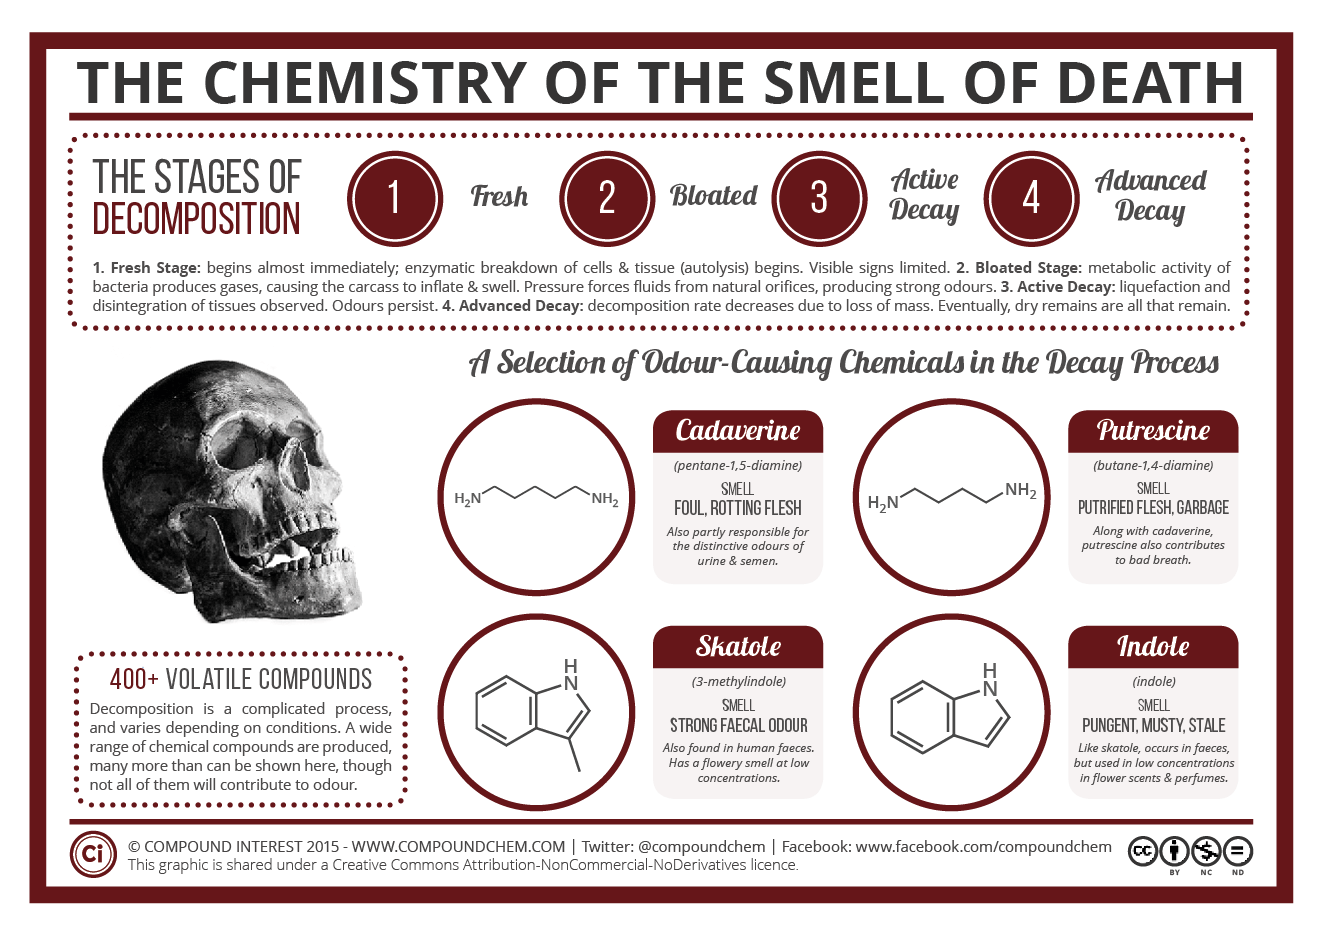 THE CHEMISTRY OF THE SMELL OF DEATH
THE STAGES OF
DECOMPOSITION
1
Fresh
2
Bloated
3
Active
Decay
4
Advanced
Decay
1. Fresh Stage: begins almost immediately; enzymatic breakdown of cells & tissue (autolysis) begins. Visible signs limited. 2. Bloated Stage: metabolic activity of
bacteria produces gases, causing the carcass to inflate & swell. Pressure forces fluids from natural orifices, producing strong odours. 3. Active Decay: liquefaction and
disintegration of tissues observed. Odours persist. 4. Advanced Decay: decomposition rate decreases due to loss of mass. Eventually, dry remains are all that remain.
A Selection of Odour-Causing Chemicals in the Decay Process
H₂N NH₂
Cadaverine
(pentane-1,5-diamine)
SMELL
FOUL, ROTTING FLESH
Also partly responsible for
the distinctive odours of
urine & semen.
H₂N NH₂
Putrescine
(butane-1,4-diamine)
SMELL
PUTRIFIED FLESH, GARBAGE
Along with cadaverine,
putrescine also contributes
to bad breath.
H
N
Skatole
(3-methylindole)
SMELL
STRONG FAECAL ODOUR
Also found in human faeces.
Has a flowery smell at low
concentrations.
H
N
Indole
(indole)
SMELL
PUNGENT, MUSTY, STALE
Like skatole, occurs in faeces,
but used in low concentrations
in flower scents & perfumes.
400+ VOLATILE COMPOUNDS
Decomposition is a complicated process,
and varies depending on conditions. A wide
range of chemical compounds are produced,
many more than can be shown here, though
not all of them will contribute to odour.
Ci
© COMPOUND INTEREST 2015 - WWW.COMPOUNDCHEM.COM | Twitter: @compoundchem | Facebook: www.facebook.com/compoundchem
This graphic is shared under a Creative Commons Attribution-NonCommercial-NoDerivatives licence.
cc $ =
BY NC ND